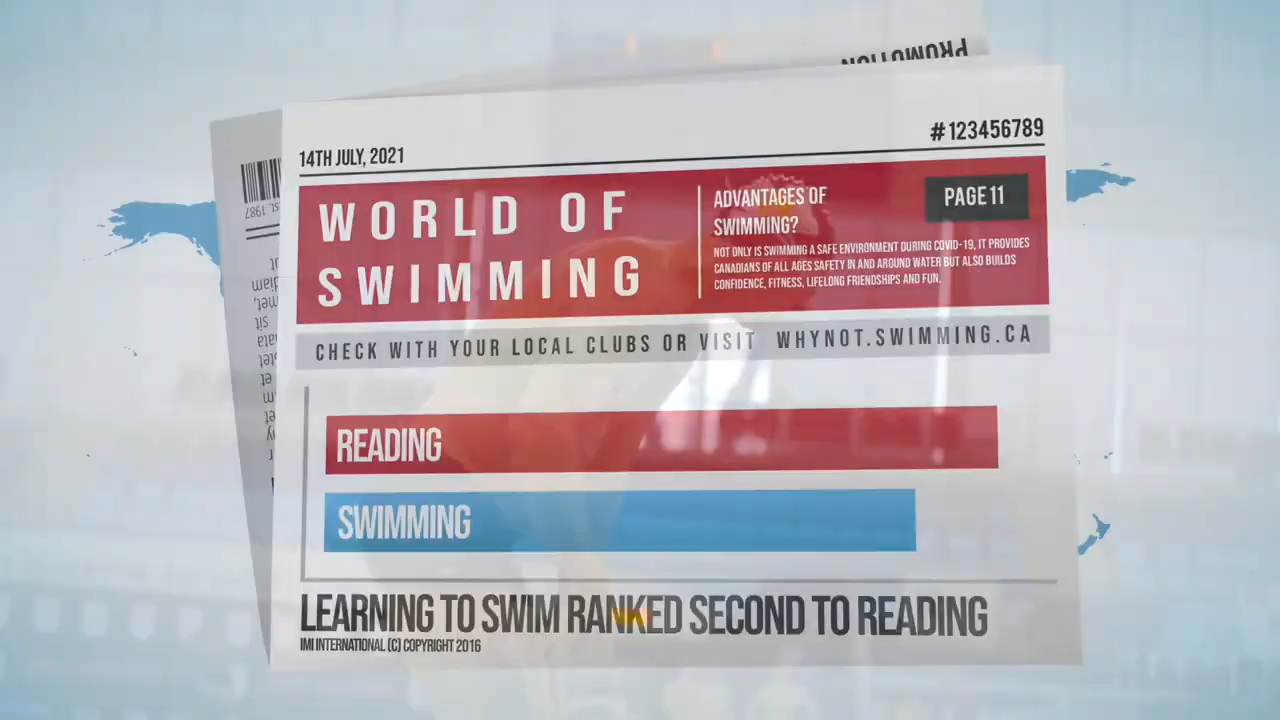 PROMOTION
14TH JULY, 2021
#123456789
WORLD OF
SWIMMING
ADVANTAGES OF
SWIMMING?
PAGE 11
NOT ONLY IS SWIMMING A SAFE ENVIRONMENT DURING COVID-19, IT PROVIDES
CANADIANS OF ALL AGES SAFETY IN AND AROUND WATER BUT ALSO BUILDS
CONFIDENCE, FITNESS, LIFELONG FRIENDSHIPS AND FUN.
CHECK WITH YOUR LOCAL CLUBS OR VISIT WHYNOT.SWIMMING.CA
READING
SWIMMING
LEARNING TO SWIM RANKED SECOND TO READING
IMI INTERNATIONAL (C) COPYRIGHT 2016